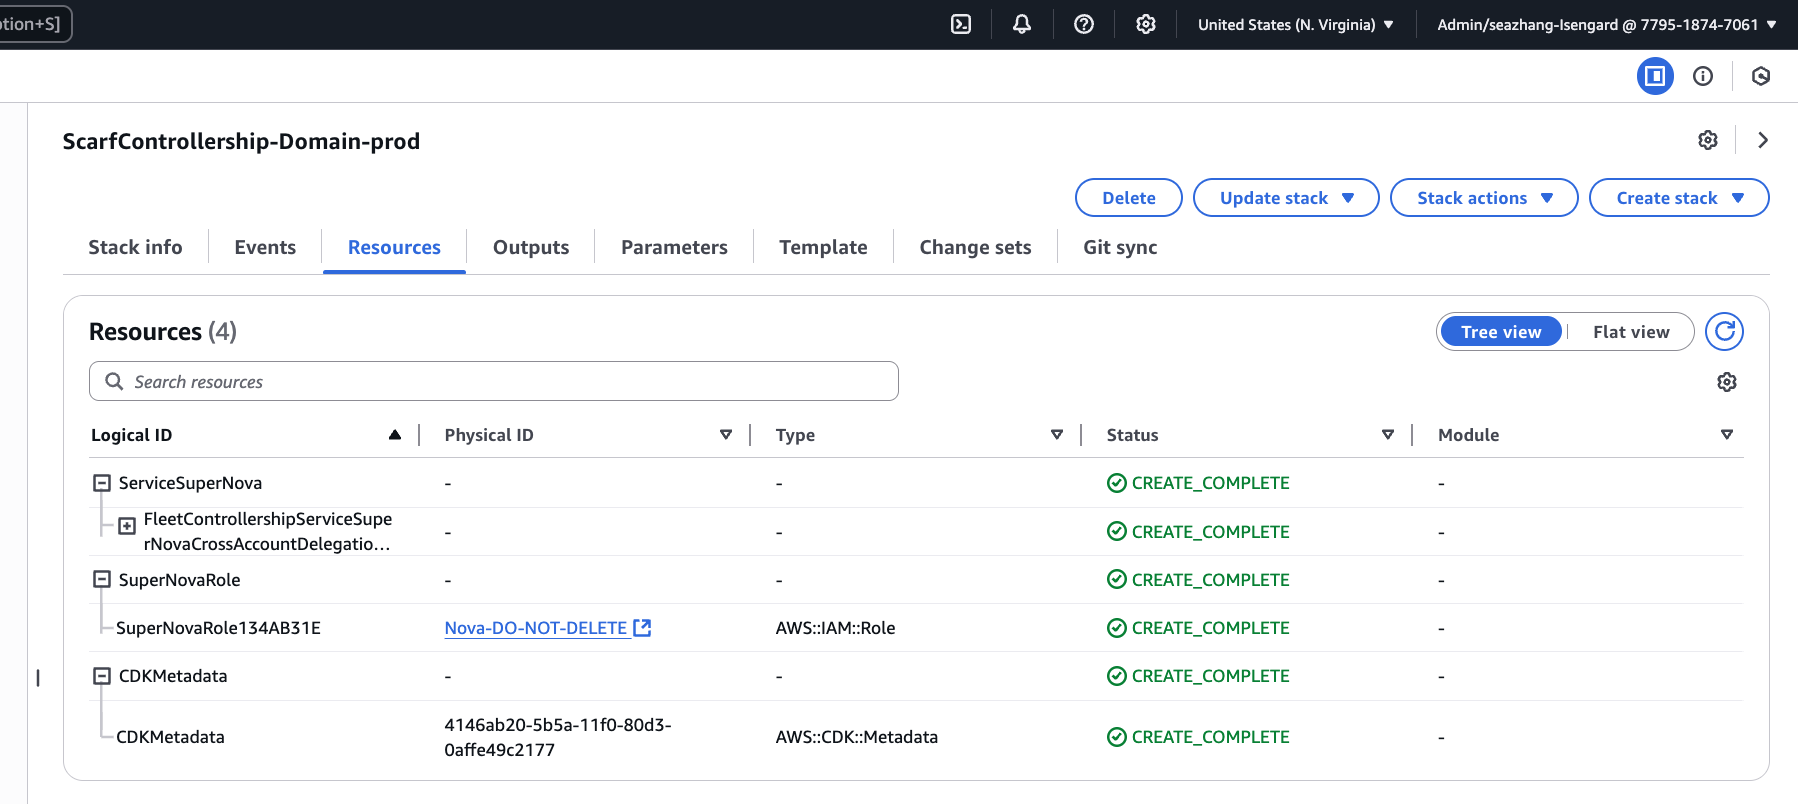 ption+S]
United States (N. Virginia)
Admin/seazhang-Isengard @ 7795-1874-7061
ScarfControllership-Domain-prod
Delete
Update stack
Stack actions
Create stack
Stack info
Events
Resources
Outputs
Parameters
Template
Change sets
Git sync
Resources (4)
Tree view
Flat view
Search resources
Logical ID
Physical ID
Type
Status
Module
ServiceSuperNova
-
-
CREATE_COMPLETE
-
FleetControllershipServiceSupe
rNovaCrossAccountDelegatio...
-
-
CREATE_COMPLETE
-
SuperNovaRole
-
-
CREATE_COMPLETE
-
SuperNovaRole134AB31E
Nova-DO-NOT-DELETE
AWS::IAM::Role
CREATE_COMPLETE
-
CDKMetadata
-
-
CREATE_COMPLETE
-
CDKMetadata
4146ab20-5b5a-11f0-80d3-
0affe49c2177
AWS::CDK::Metadata
CREATE_COMPLETE
-